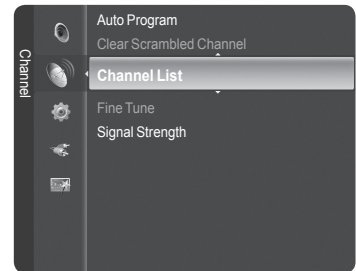 Channel
Auto Program
Clear Scrambled Channel
Channel List
Fine Tune
Signal Strength